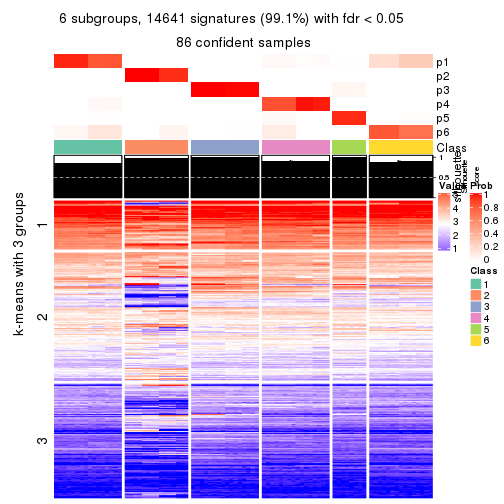 6 subgroups, 14641 signatures (99.1%) with fdr < 0.05
86 confident samples
p1
p2
p3
p4
p5
p6
Class
1
0.5
Silhouette
score
k-means with 3 groups
1
2
3
Value
4
3
2
1
Prob
1
0.8
0.6
0.4
0.2
0
Class
1
2
3
4
5
6